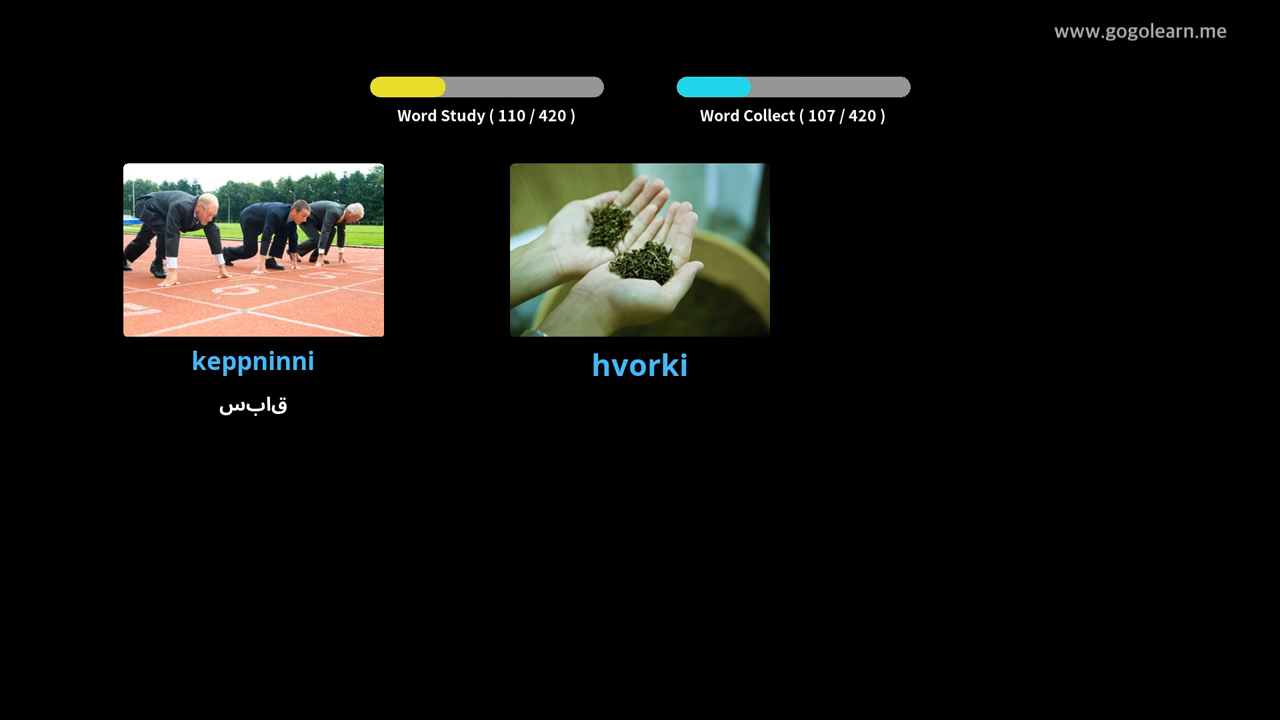 www.gogolearn.me
Word Study ( 110 / 420 )
Word Collect ( 107 / 420 )
keppninni
سباق
hvorki